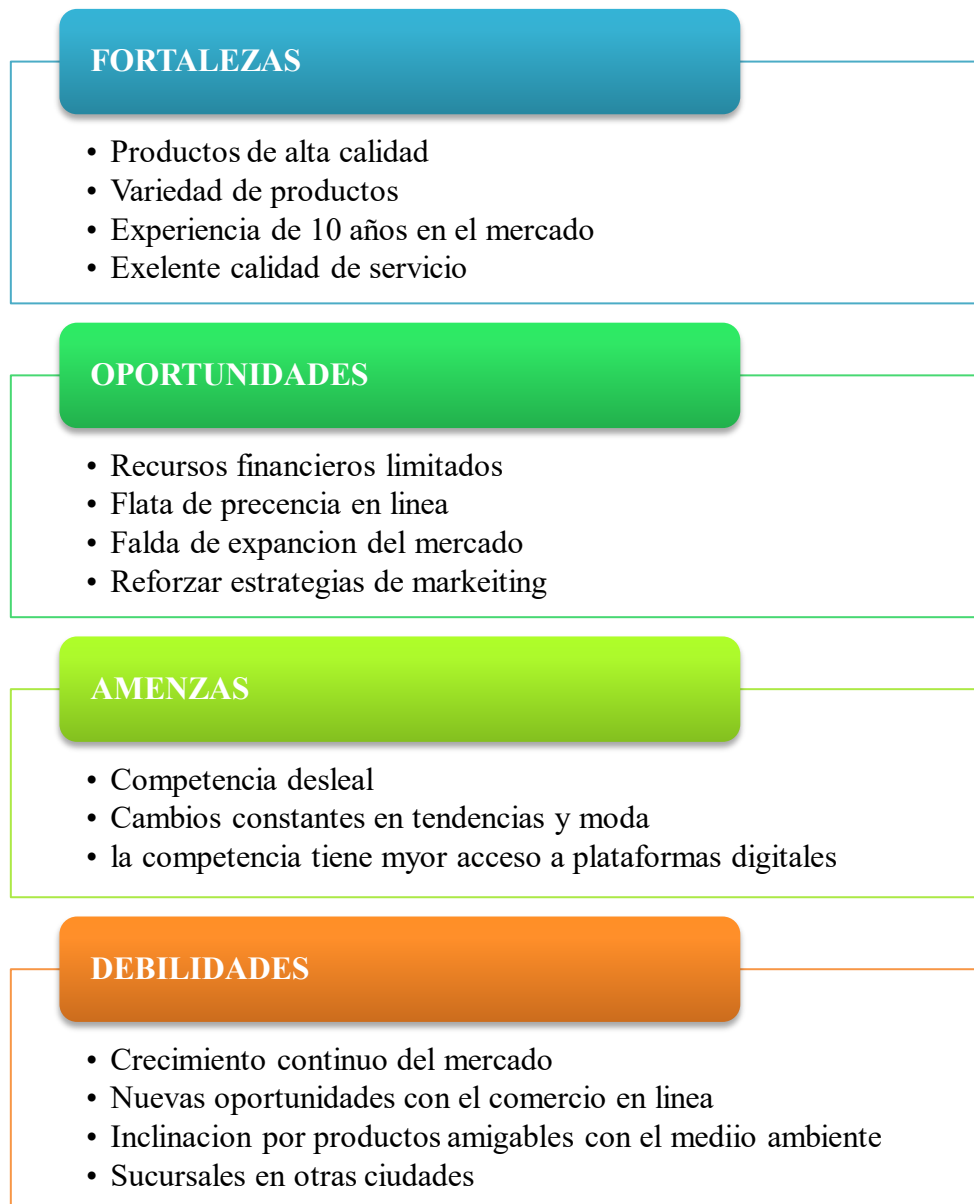 FORTALEZAS
• Productos de alta calidad
• Variedad de productos
• Experiencia de 10 años en el mercado
• Exelente calidad de servicio
OPORTUNIDADES
• Recursos financieros limitados
• Flata de precencia en linea
• Falda de expancion del mercado
• Reforzar estrategias de markeiting
AMENZAS
• Competencia desleal
• Cambios constantes en tendencias y moda
• la competencia tiene myor acceso a plataformas digitales
DEBILIDADES
• Crecimiento continuo del mercado
• Nuevas oportunidades con el comercio en linea
• Inclinacion por productos amigables con el mediio ambiente
• Sucursales en otras ciudades